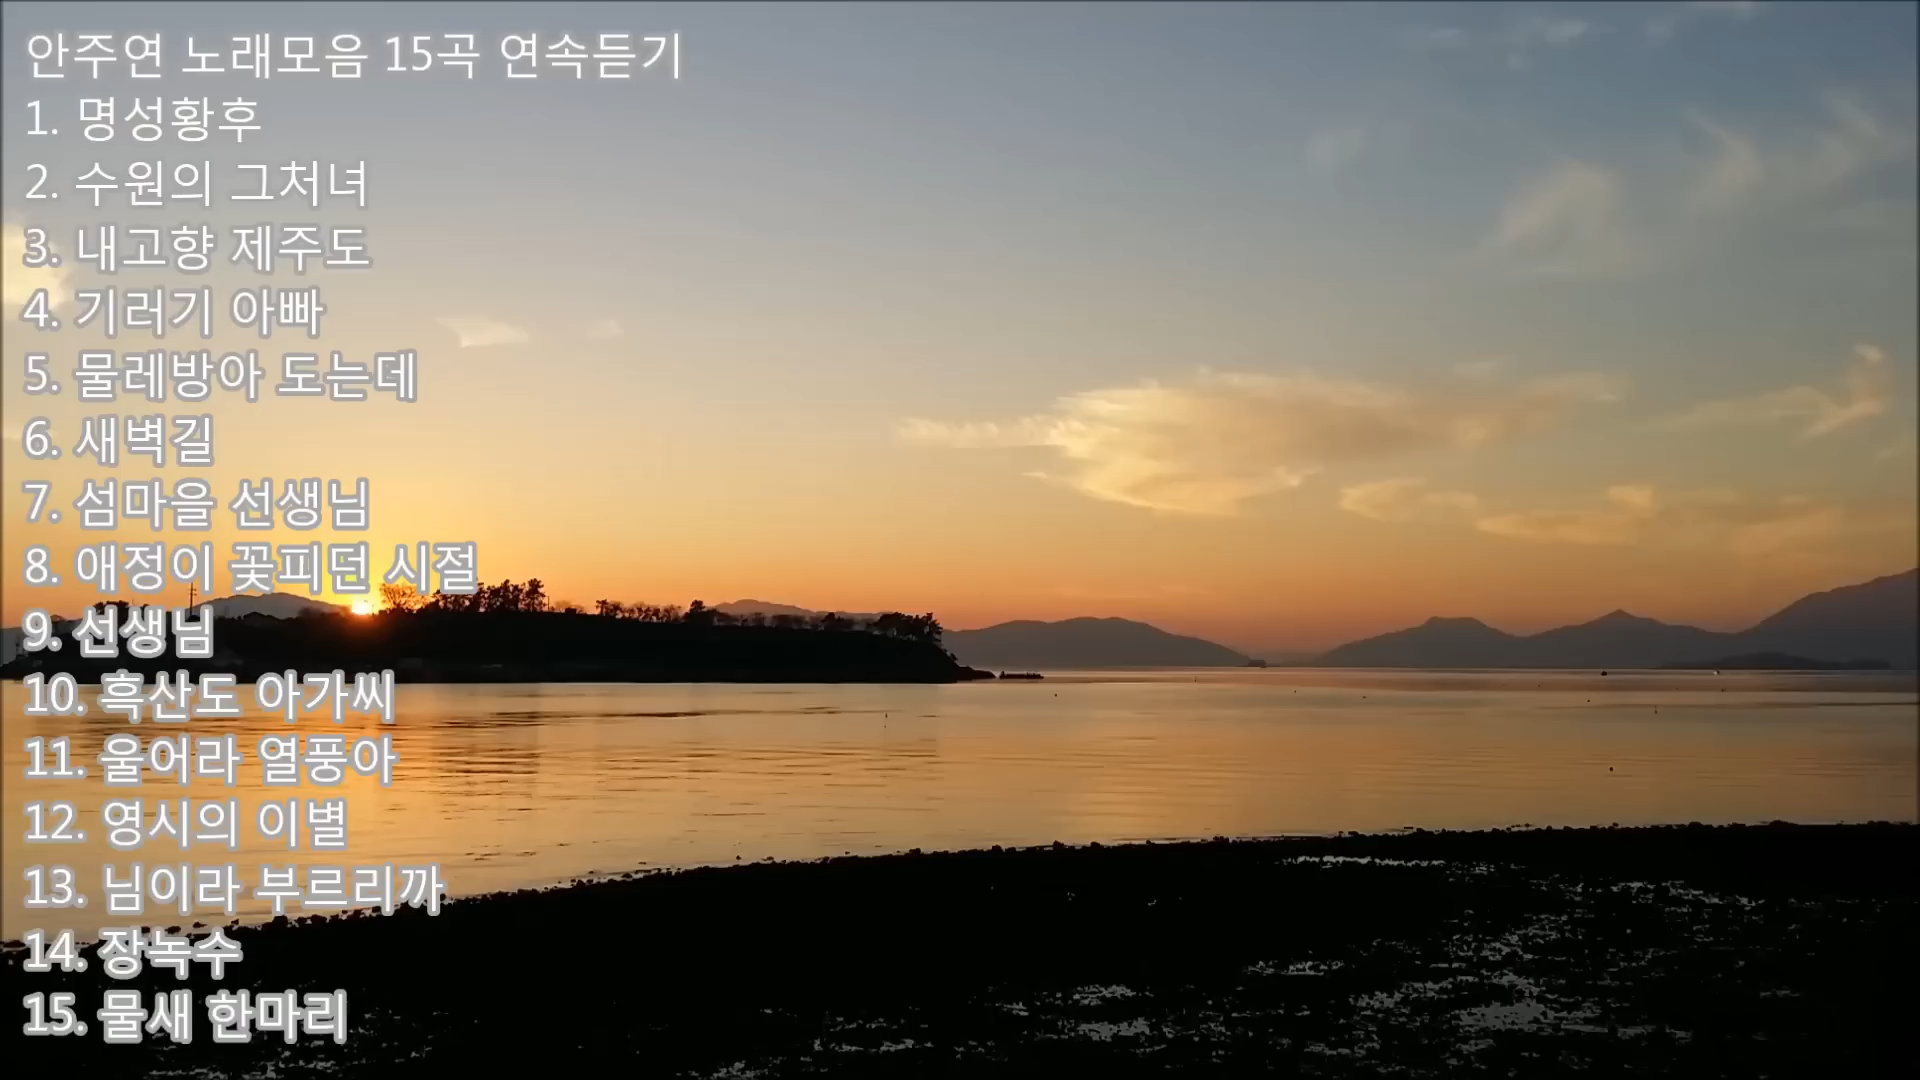 안주연 노래모음 15곡 연속듣기
1. 명성황후
2. 수원의 그처녀
3. 내고향 제주도
4. 기러기 아빠
5. 물레방아 도는데
6. 새벽길
7. 섬마을 선생님
8. 애정이 꽃피던 시절
9. 선생님
10. 흑산도 아가씨
11. 울어라 열풍아
12. 영시의 이별
13. 님이라 부르리까
14. 장녹수
15. 물새 한마리